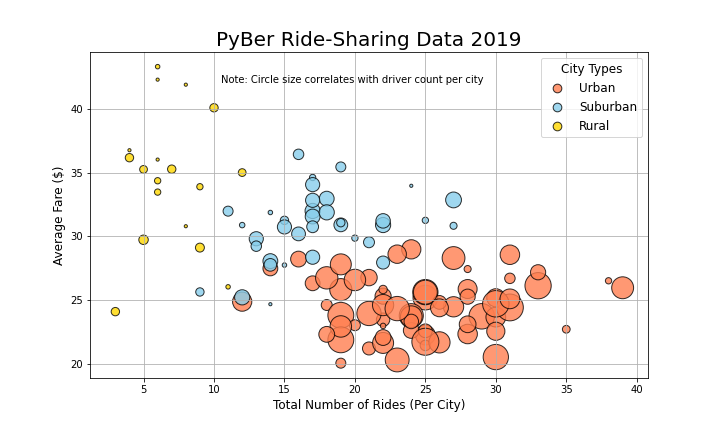 PyBer Ride-Sharing Data 2019
Note: Circle size correlates with driver count per city
City Types
Urban
Suburban
Rural
Average Fare ($)
40
35
30
25
20
5 10 15 20 25 30 35 40
Total Number of Rides (Per City)